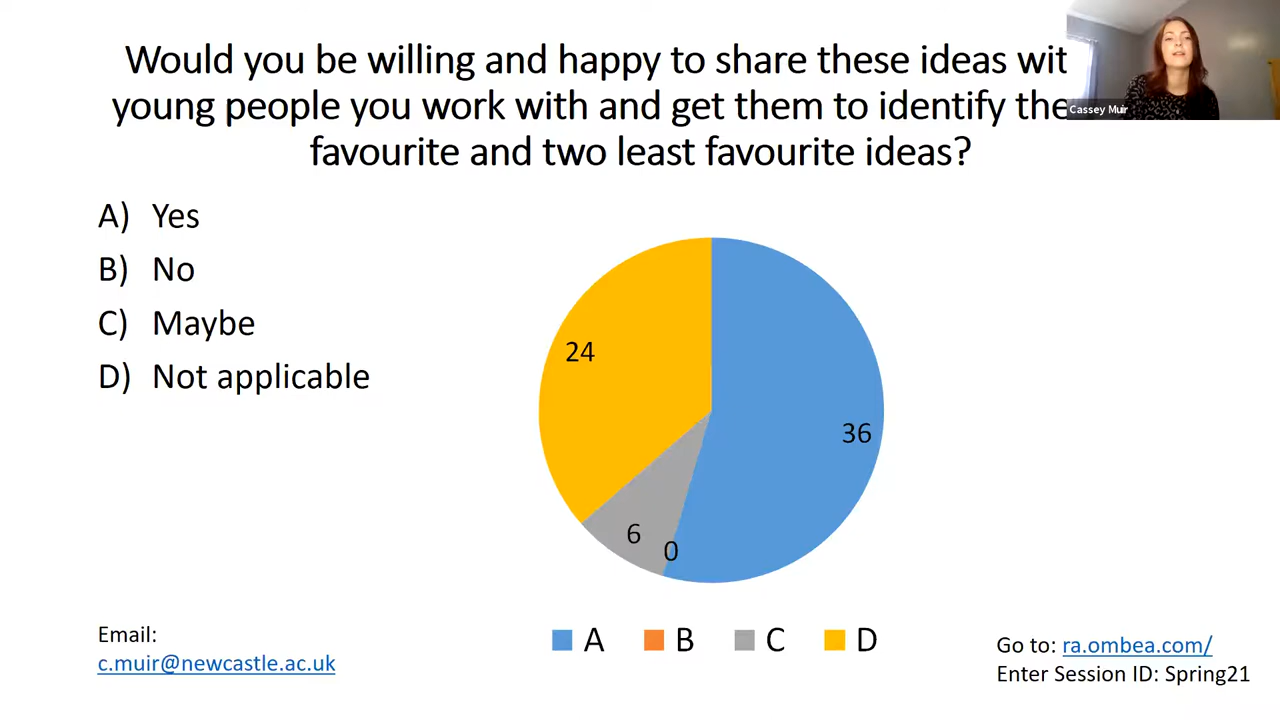 Would you be willing and happy to share these ideas wit
young people you work with and get them to identify the
favourite and two least favourite ideas?
Cassey Muir
A) Yes
B) No
C) Maybe
D) Not applicable
24
36
6
0
A B C D
Email:
c.muir@newcastle.ac.uk
Go to: ra.ombea.com/
Enter Session ID: Spring21